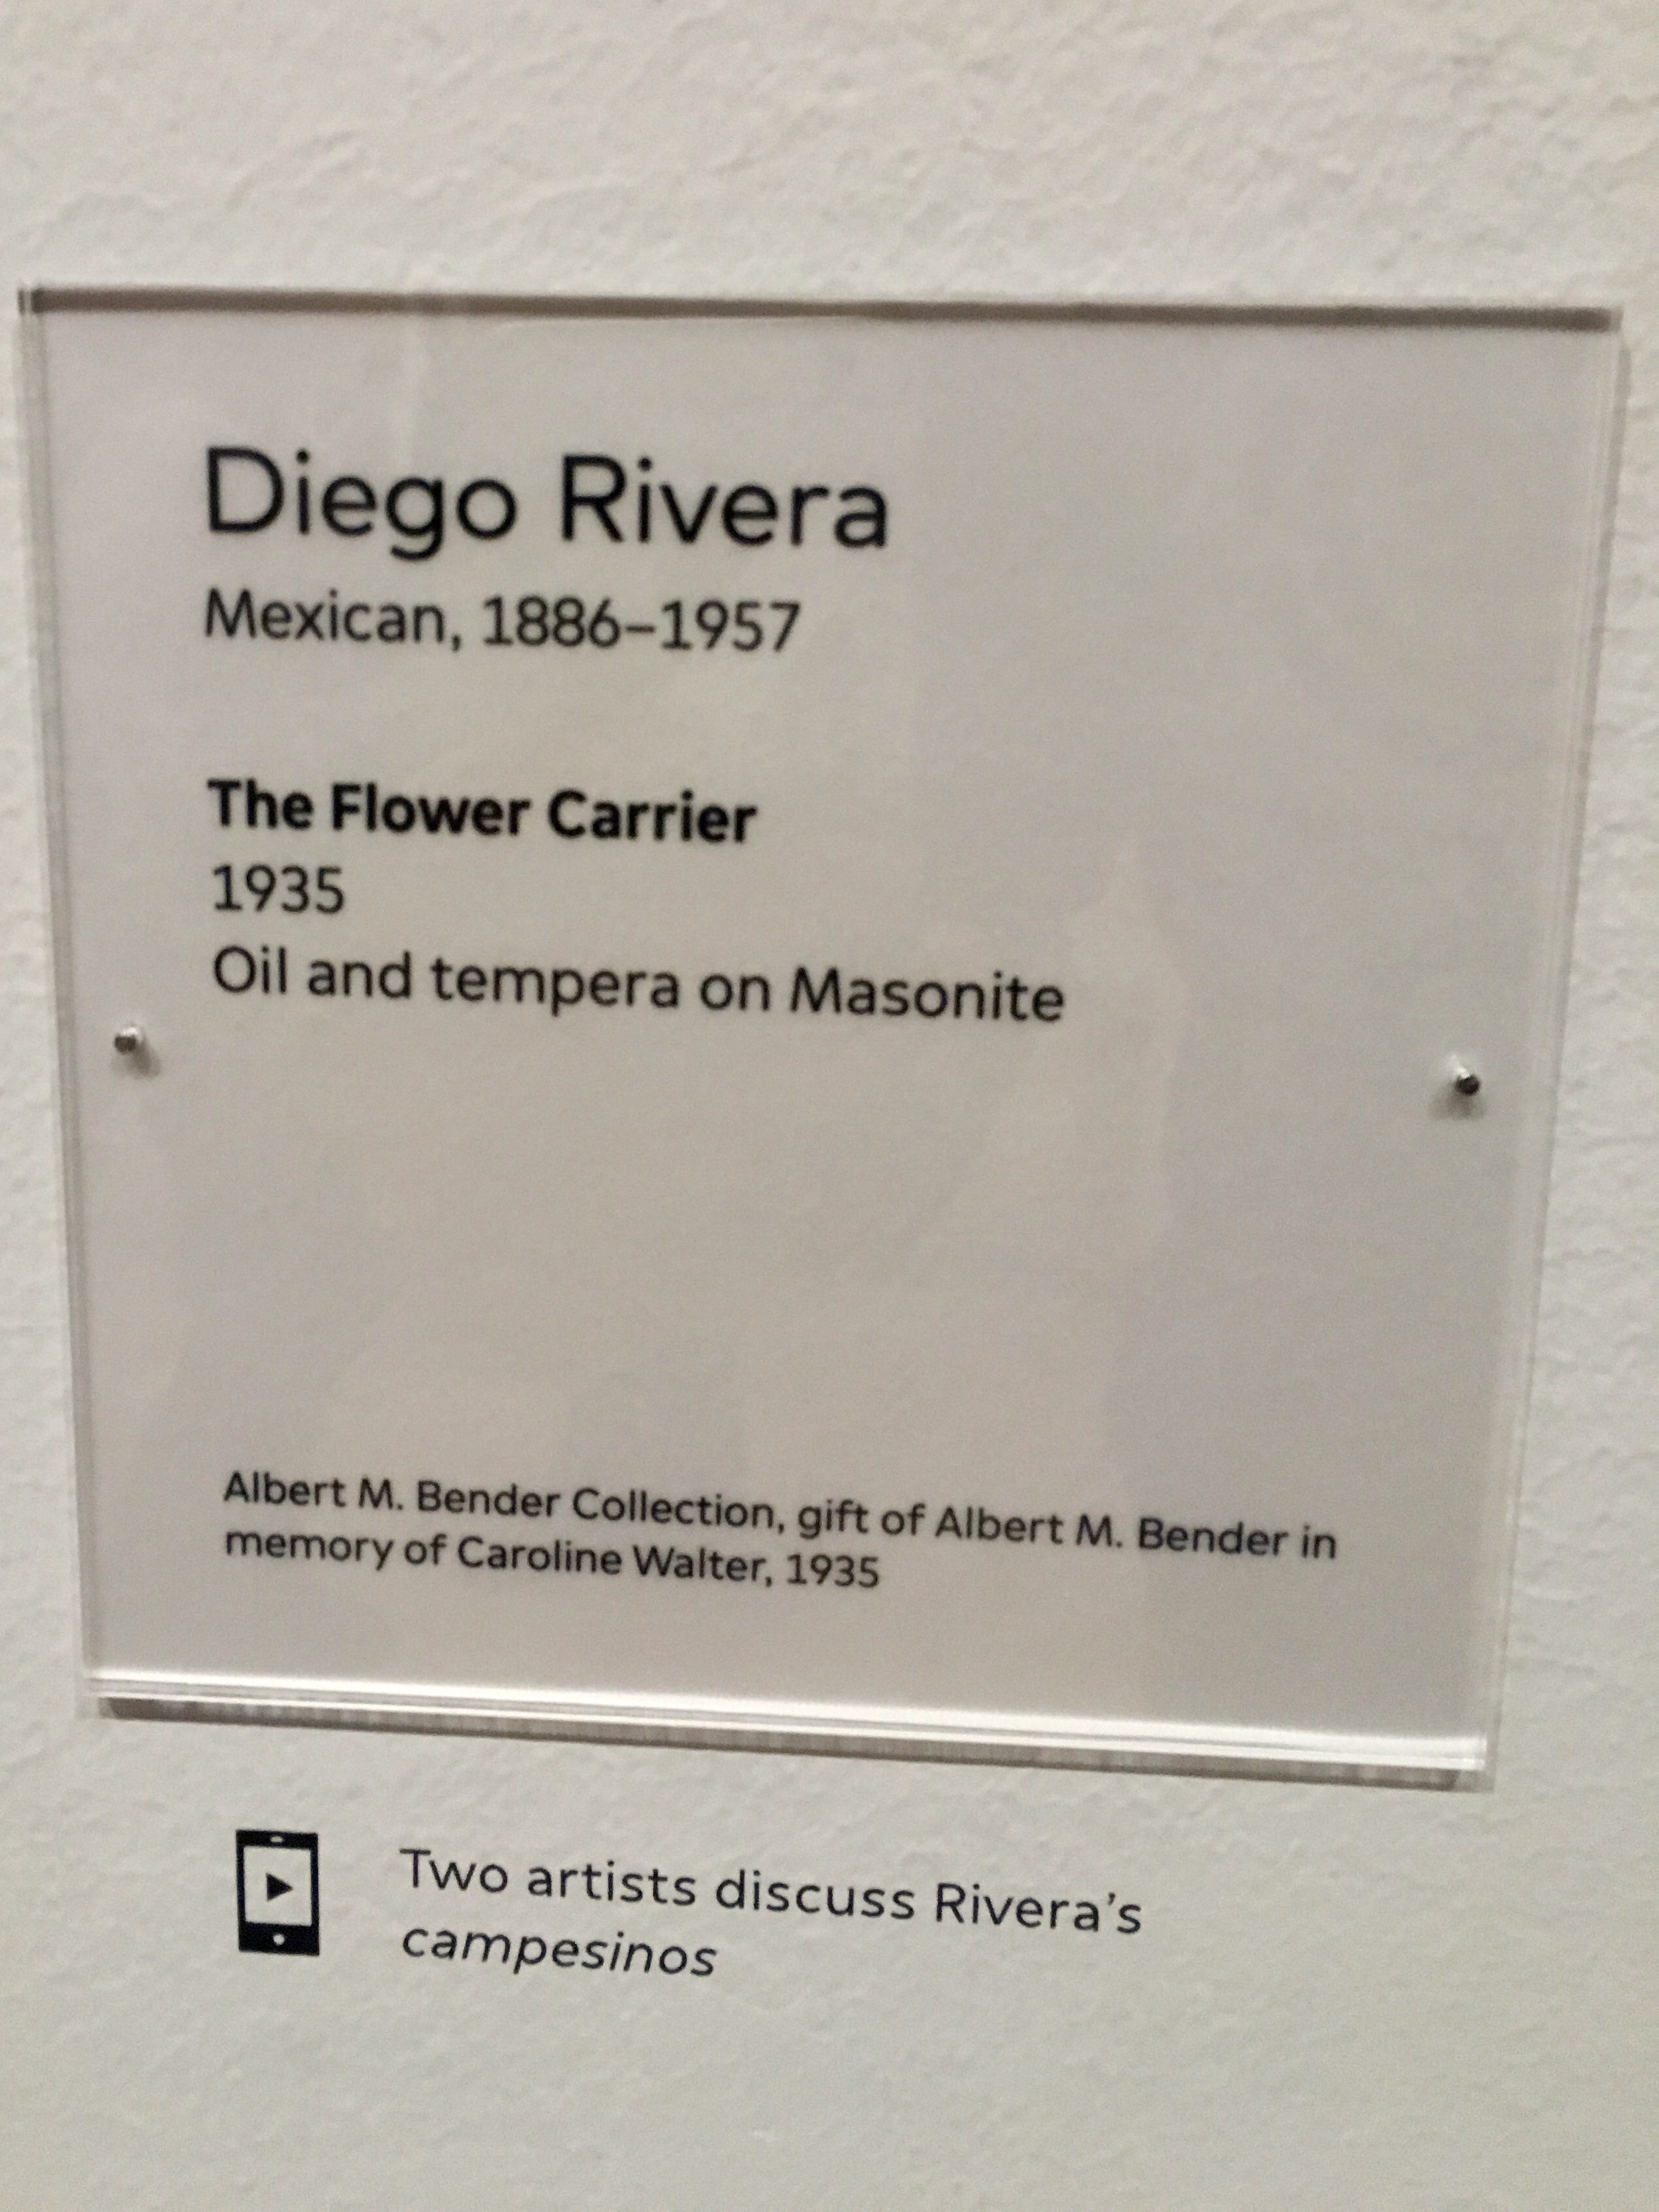 Diego Rivera
Mexican, 1886–1957
The Flower Carrier
1935
Oil and tempera on Masonite
Albert M. Bender Collection, gift of Albert M. Bender in
memory of Caroline Walter, 1935
Two artists discuss Rivera’s
campesinos